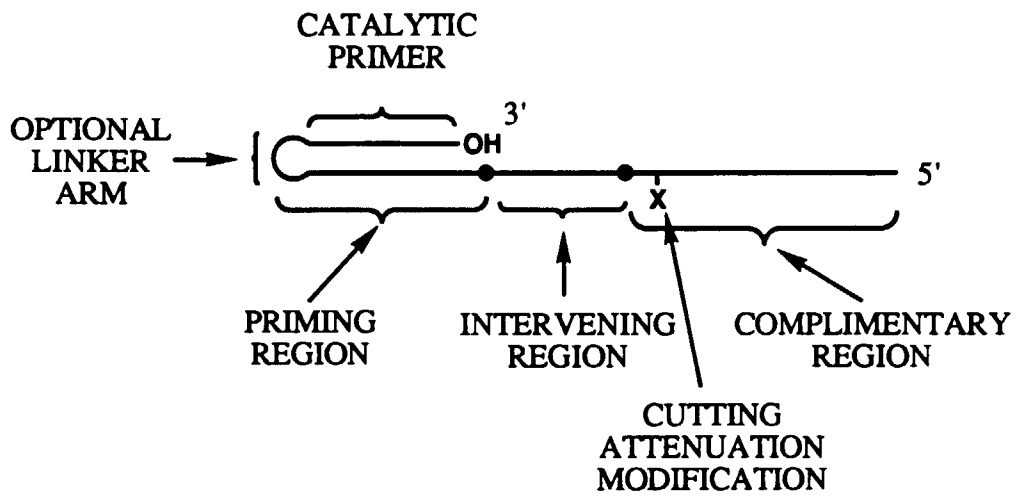 CATALYTIC
PRIMER
3'
OH
OPTIONAL
LINKER
ARM
5'
X
PRIMING
REGION
INTERVENING
REGION
COMPLIMENTARY
REGION
CUTTING
ATTENUATION
MODIFICATION